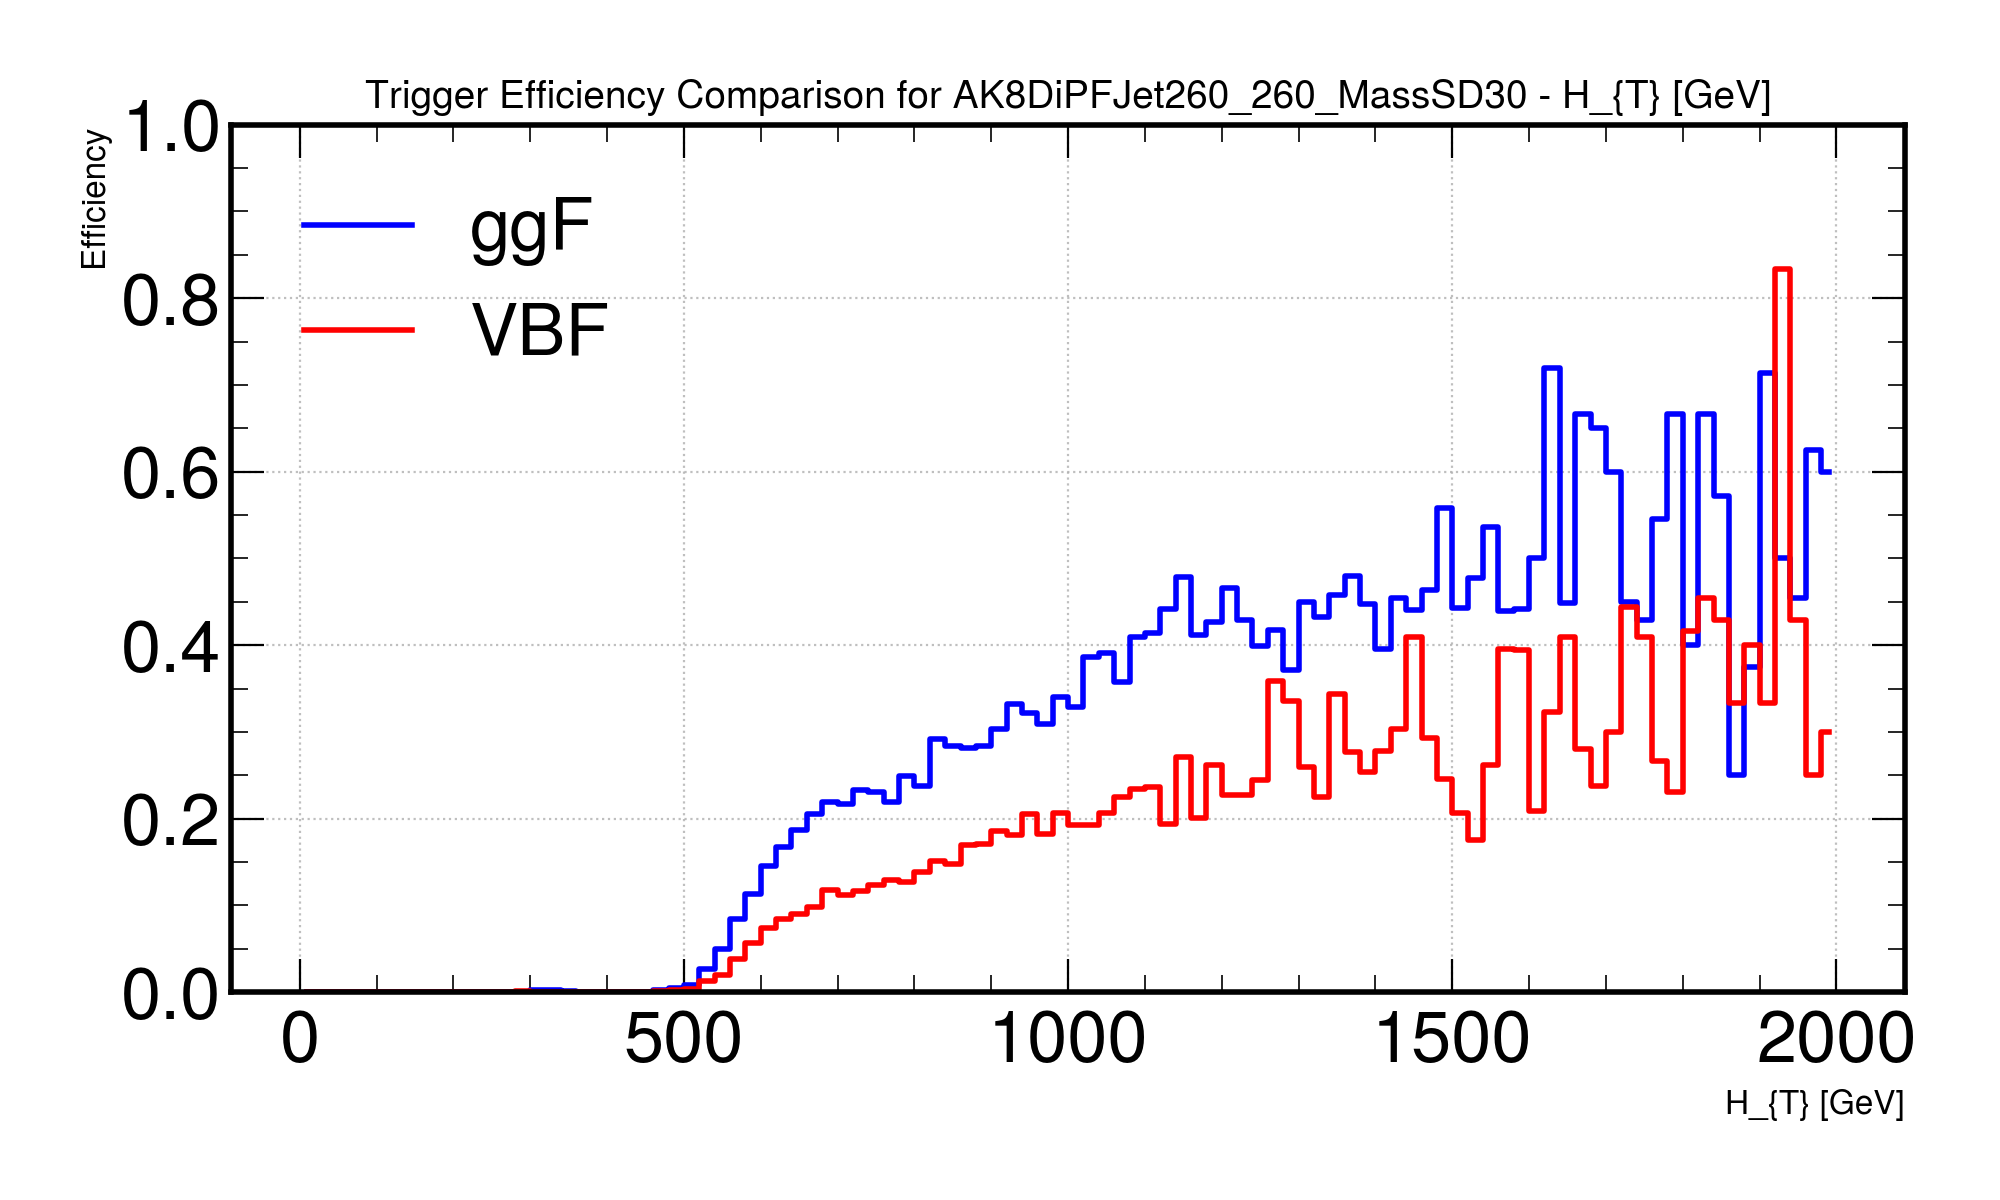 Trigger Efficiency Comparison for AK8DiPFJet260_260_MassSD30 - H_{T} [GeV]
Efficiency
1.0
0.8
0.6
0.4
0.2
0.0
ggF
VBF
0 500 1000 1500 2000
H_{T} [GeV]